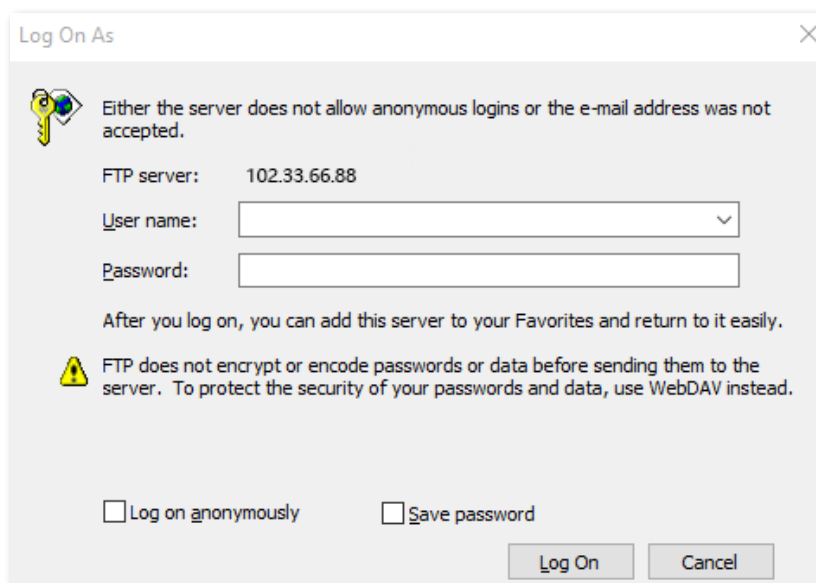 Log On As
Either the server does not allow anonymous logins or the e-mail address was not
accepted.
FTP server: 102.33.66.88
User name:
Password:
After you log on, you can add this server to your Favorites and return to it easily.
FTP does not encrypt or encode passwords or data before sending them to the
server. To protect the security of your passwords and data, use WebDAV instead.
Log on anonymously Save password
Log On Cancel